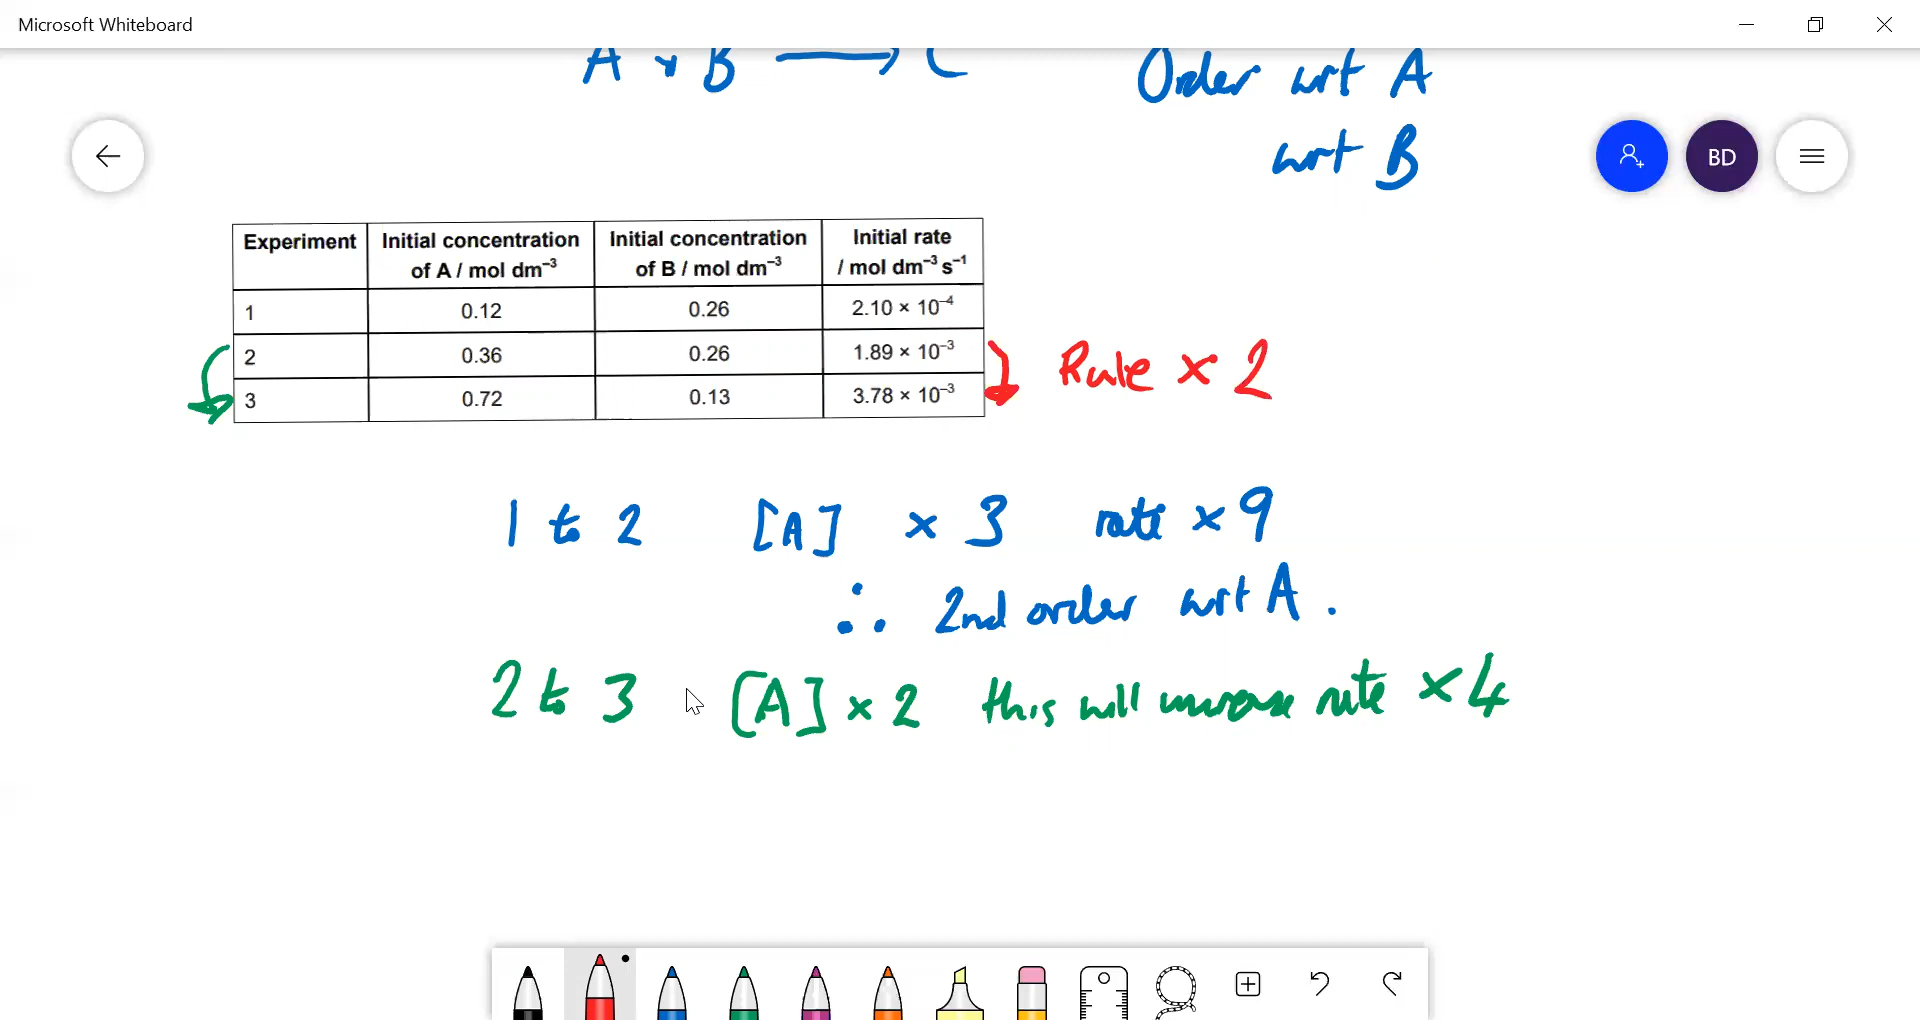 Microsoft Whiteboard
A + B ⟶ C
Order wrt A
wrt B
BD
Experiment Initial concentration of A / mol dm⁻³ Initial concentration of B / mol dm⁻³ Initial rate / mol dm⁻³ s⁻¹
1 0.12 0.26 2.10 × 10⁻⁴
2 0.36 0.26 1.89 × 10⁻³
3 0.72 0.13 3.78 × 10⁻³
Rate × 2
1 to 2 [A] × 3 rate × 9
∴ 2nd order wrt A.
2 to 3 [A] × 2 this will increase rate × 4